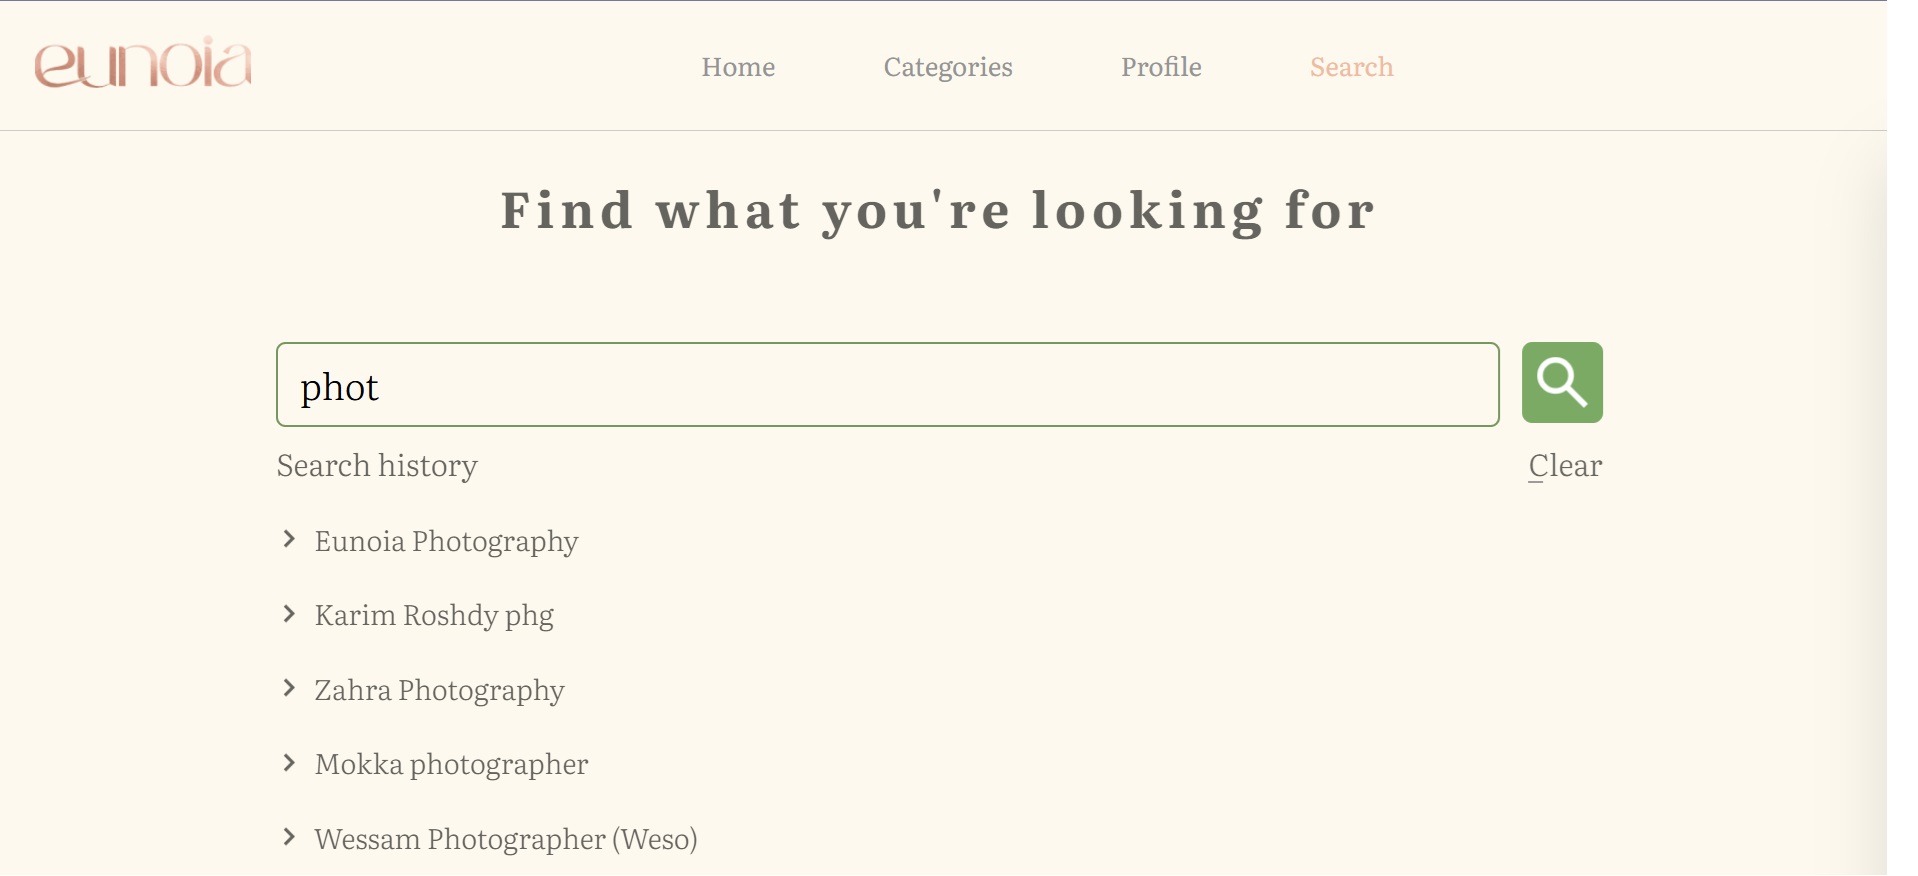 eunoia
Home Categories Profile Search
Find what you're looking for
phot
Search history Clear
Eunoia Photography
Karim Roshdy phg
Zahra Photography
Mokka photographer
Wessam Photographer (Weso)